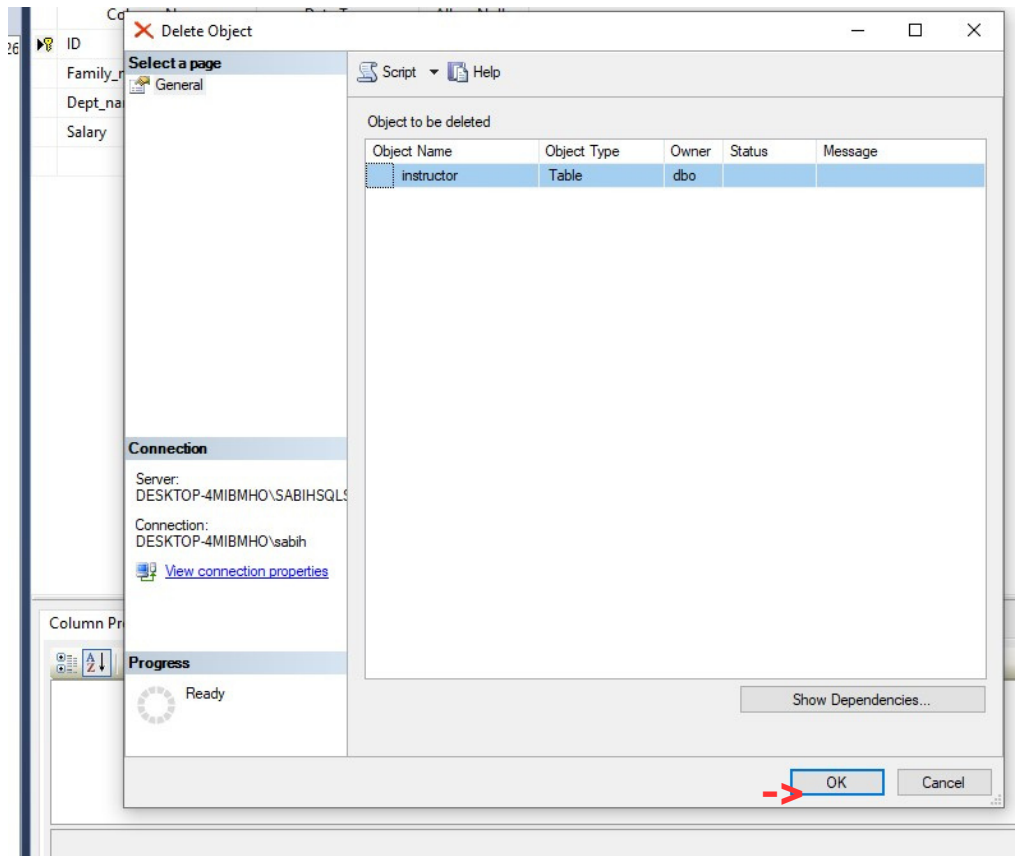 Delete Object
26
ID
Family_
Dept_na
Salary
Select a page
General
Script
Help
Object to be deleted
Object Name Object Type Owner Status Message
instructor Table dbo
Connection
Server:
DESKTOP-4MIBMHO\SABIHSQLS
Connection:
DESKTOP-4MIBMHO\sabih
View connection properties
Column Pr
A
Z
Progress
Ready
Show Dependencies...
-> OK Cancel